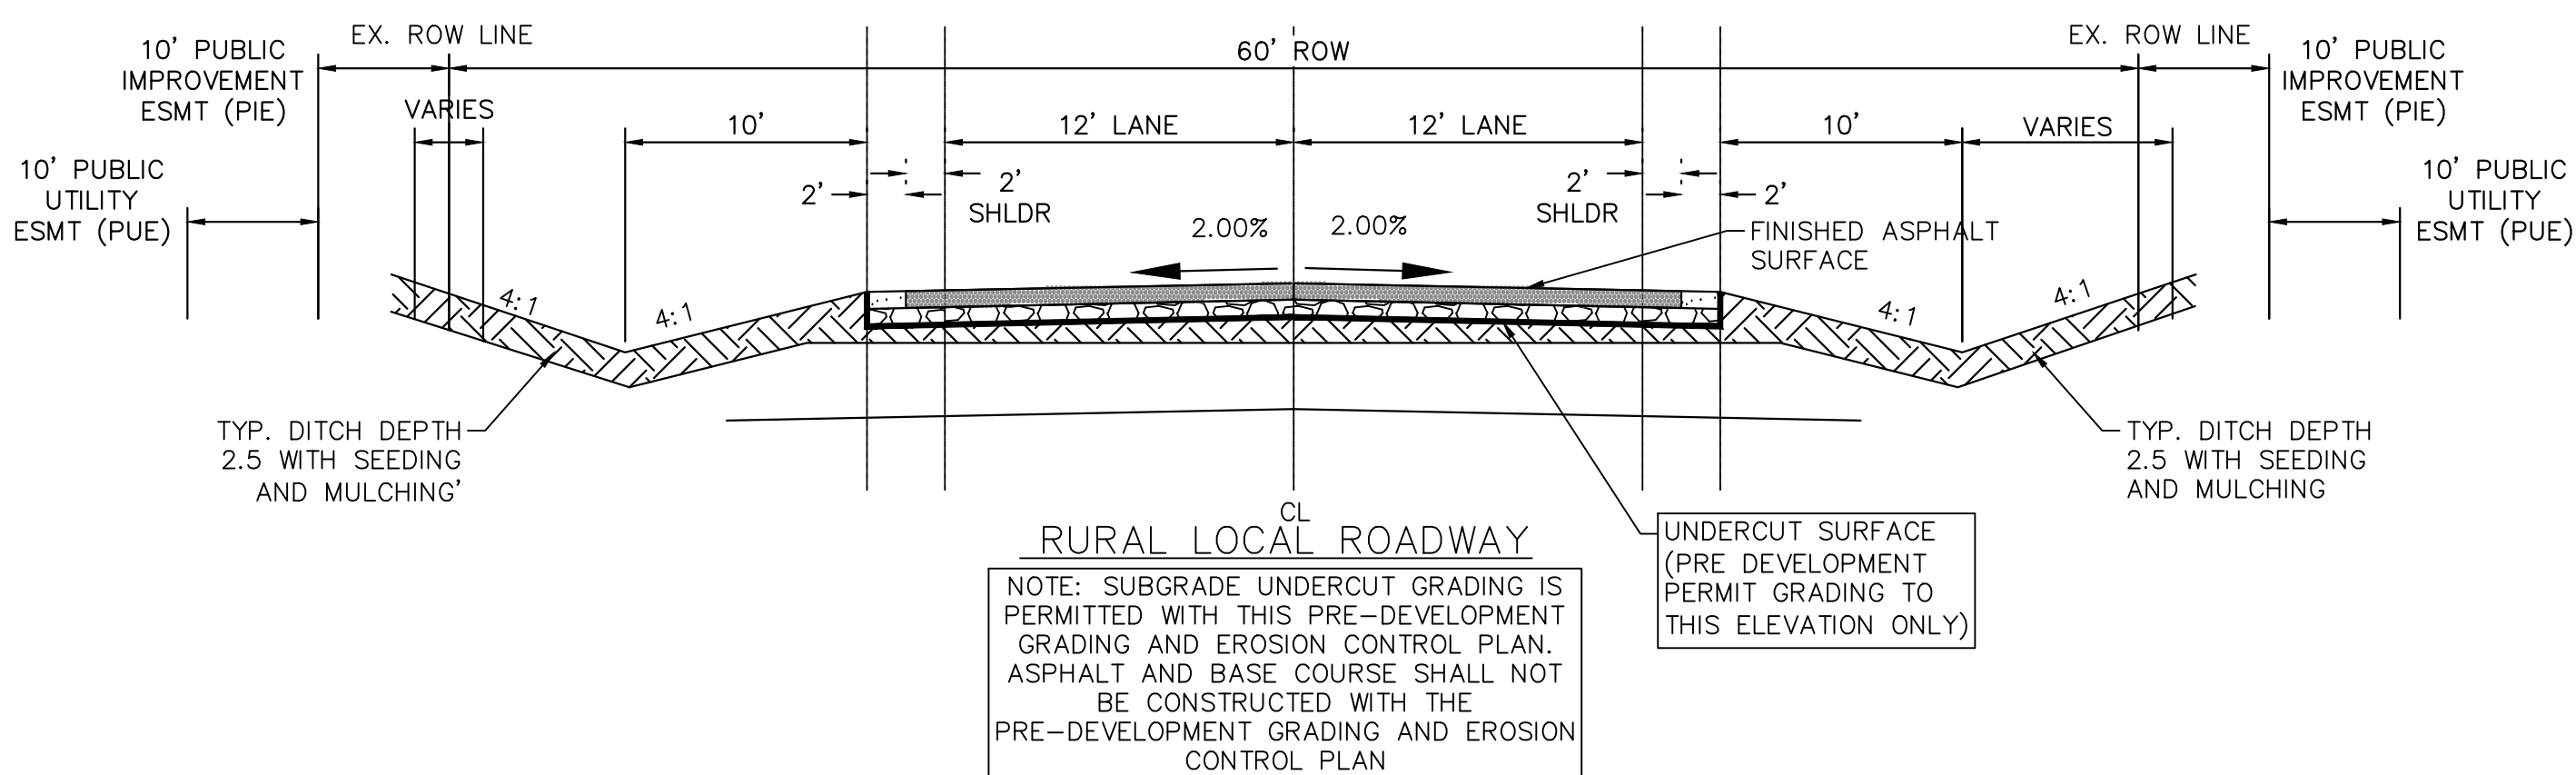 10' PUBLIC
IMPROVEMENT
ESMT (PIE)
EX. ROW LINE
60' ROW
EX. ROW LINE
10' PUBLIC
IMPROVEMENT
ESMT (PIE)
VARIES
10'
12' LANE
12' LANE
10'
VARIES
10' PUBLIC
UTILITY
ESMT (PUE)
2'
2'
SHLDR
2'
SHLDR
2'
10' PUBLIC
UTILITY
ESMT (PUE)
2.00%
2.00%
FINISHED ASPHALT
SURFACE
4:1
4:1
4:1
4:1
TYP. DITCH DEPTH
2.5 WITH SEEDING
AND MULCHING'
TYP. DITCH DEPTH
2.5 WITH SEEDING
AND MULCHING
CL
RURAL LOCAL ROADWAY
UNDERCUT SURFACE
(PRE DEVELOPMENT
PERMIT GRADING TO
THIS ELEVATION ONLY)
NOTE: SUBGRADE UNDERCUT GRADING IS
PERMITTED WITH THIS PRE-DEVELOPMENT
GRADING AND EROSION CONTROL PLAN.
ASPHALT AND BASE COURSE SHALL NOT
BE CONSTRUCTED WITH THE
PRE-DEVELOPMENT GRADING AND EROSION
CONTROL PLAN